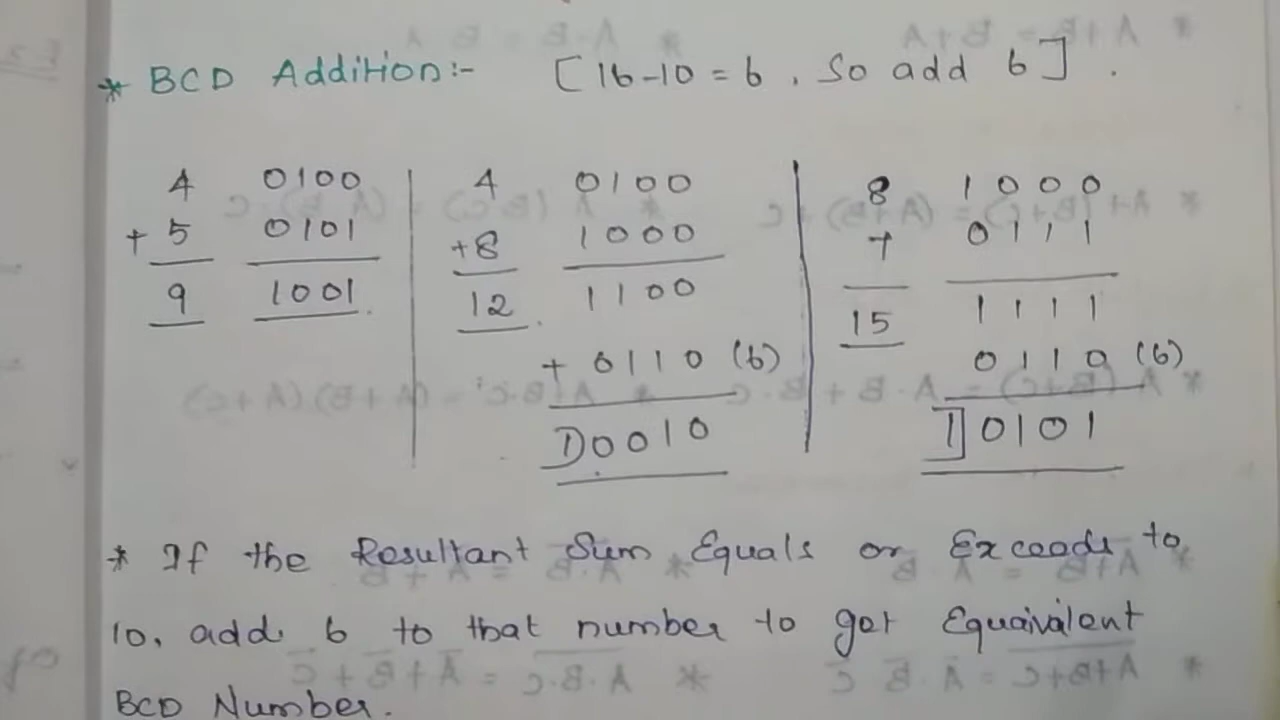 * BCD Addition:- [16-10 = 6. So add 6].
4 0100
+ 5 0101
9 1001.
4 0100
+8 1000
12. 1100
+ 0110 (6)
1)0010
8 1000
7 0111
15 1111
0110 (6)
1]0101
* If the Resultant Sum Equals or Exceeds to
10, add 6 to that number to get Equaivalent
BCD Number.